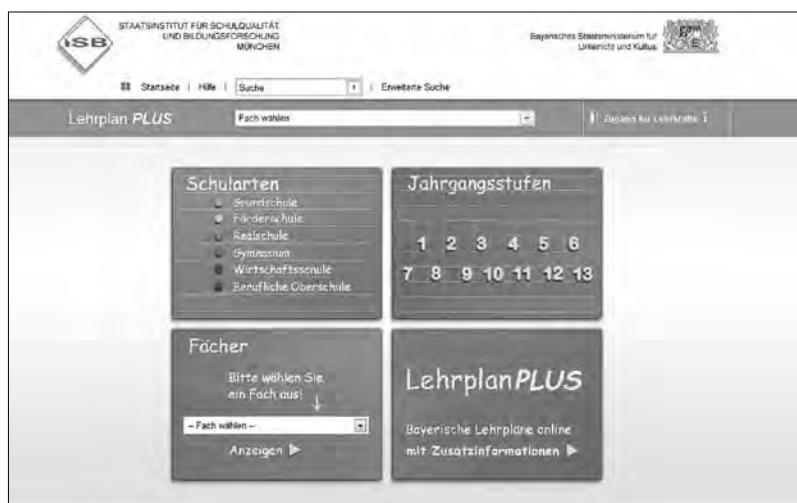 iSB
STAATSINSTITUT FÜR SCHULQUALITÄT
UND BILDUNGSFORSCHUNG
MÜNCHEN
Bayerisches Staatsministerium für
Unterricht und Kultus
Startseite | Hilfe | Suche | Erweiterte Suche
Lehrplan PLUS
Fach wählen
Zugang für Lehrkräfte
Schularten
Grundschule
Förderschule
Realschule
Gymnasium
Wirtschaftsschule
Berufliche Oberschule
Jahrgangsstufen
1 2 3 4 5 6
7 8 9 10 11 12 13
Fächer
Bitte wählen Sie
ein Fach aus!
-- Fach wählen --
Anzeigen
LehrplanPLUS
Bayerische Lehrpläne online
mit Zusatzinformationen